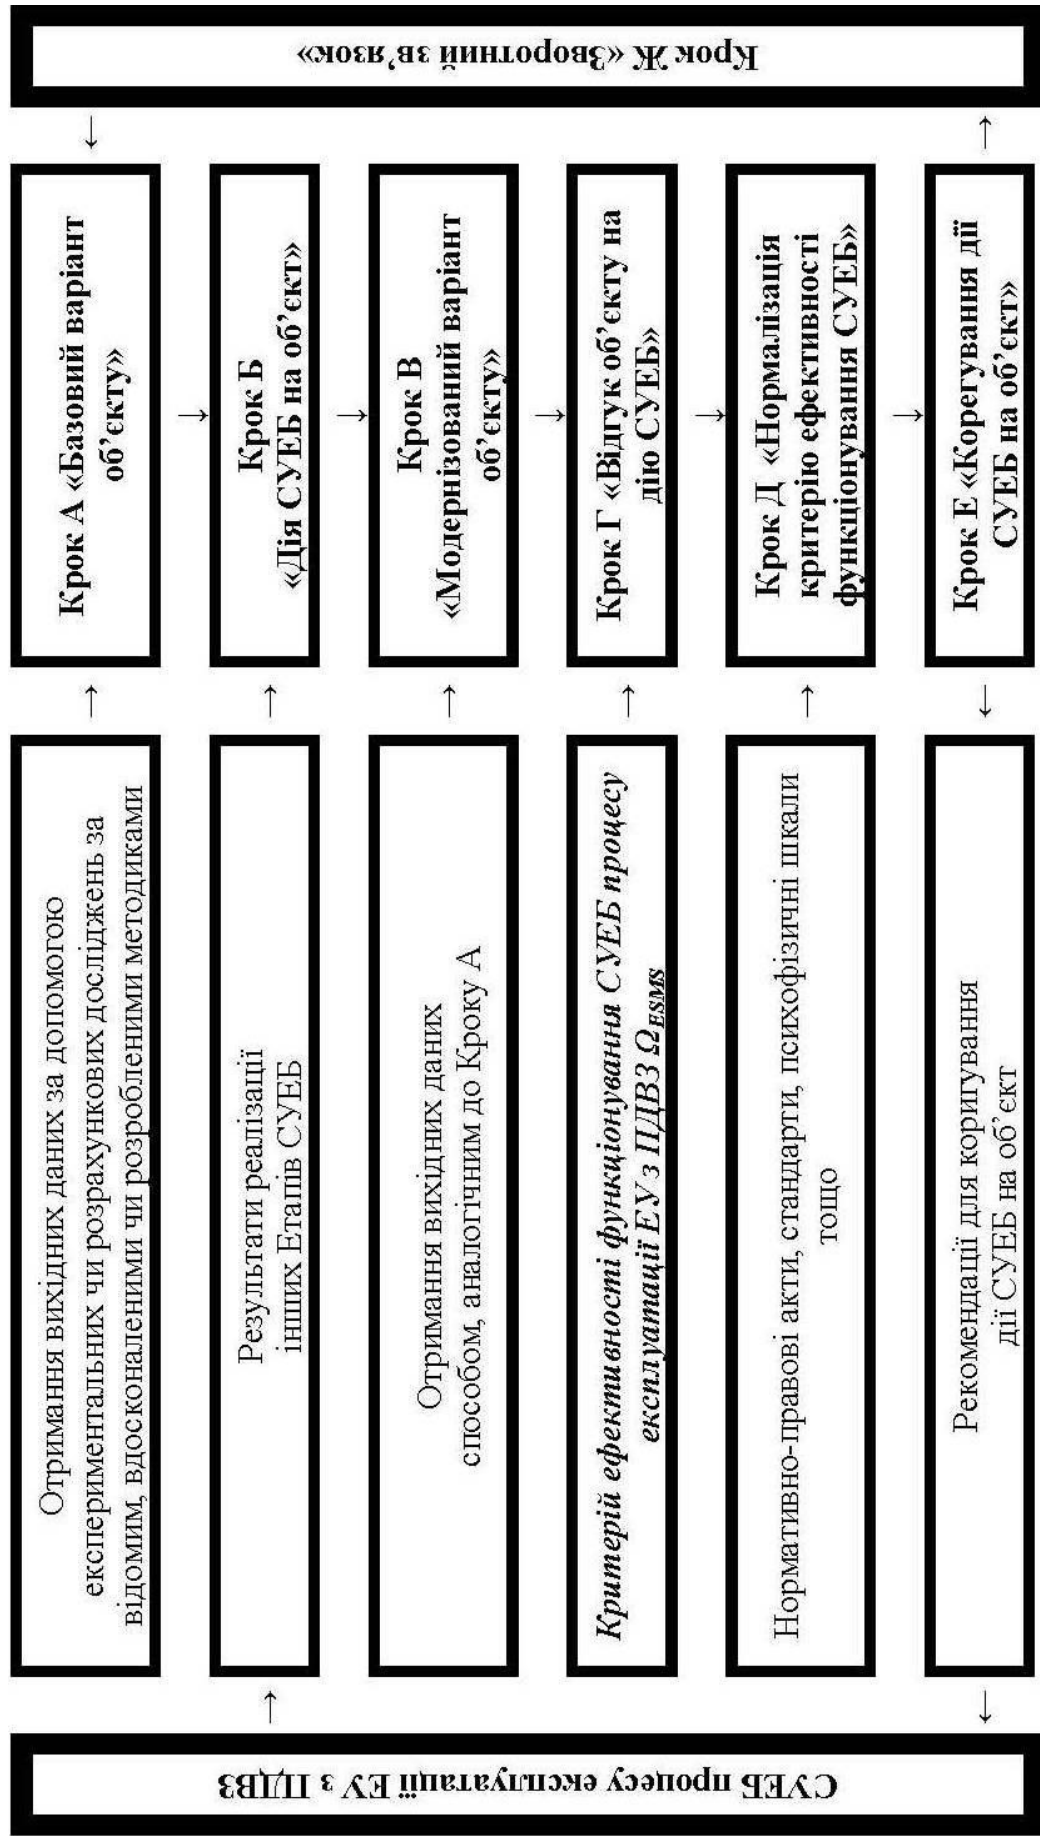 СУЕБ процесу експлуатації ЕУ з ПДВЗ
Отримання вихідних даних за допомогою
експериментальних чи розрахункових досліджень за
відомим, вдосконаленими чи розробленими методиками
→
Крок А «Базовий варіант
об’єкту»
←
↓
→
Результати реалізації
інших Етапів СУЕБ
→
Крок Б
«Дія СУЕБ на об’єкт»
↓
Отримання вихідних даних
способом, аналогічним до Кроку А
→
Крок В
«Модернізований варіант
об’єкту»
↓
Критерій ефективності функціонування СУЕБ процесу
експлуатації ЕУ з ПДВЗ Ω_ESMS
→
Крок Г «Відгук об’єкту на
дію СУЕБ»
↓
Нормативно-правові акти, стандарти, психофізичні шкали
тощо
→
Крок Д «Нормалізація
критерію ефективності
функціонування СУЕБ»
↓
←
Рекомендації для коригування
дії СУЕБ на об’єкт
←
Крок Е «Корегування дії
СУЕБ на об’єкт»
→
Крок Ж «Зворотний зв’язок»